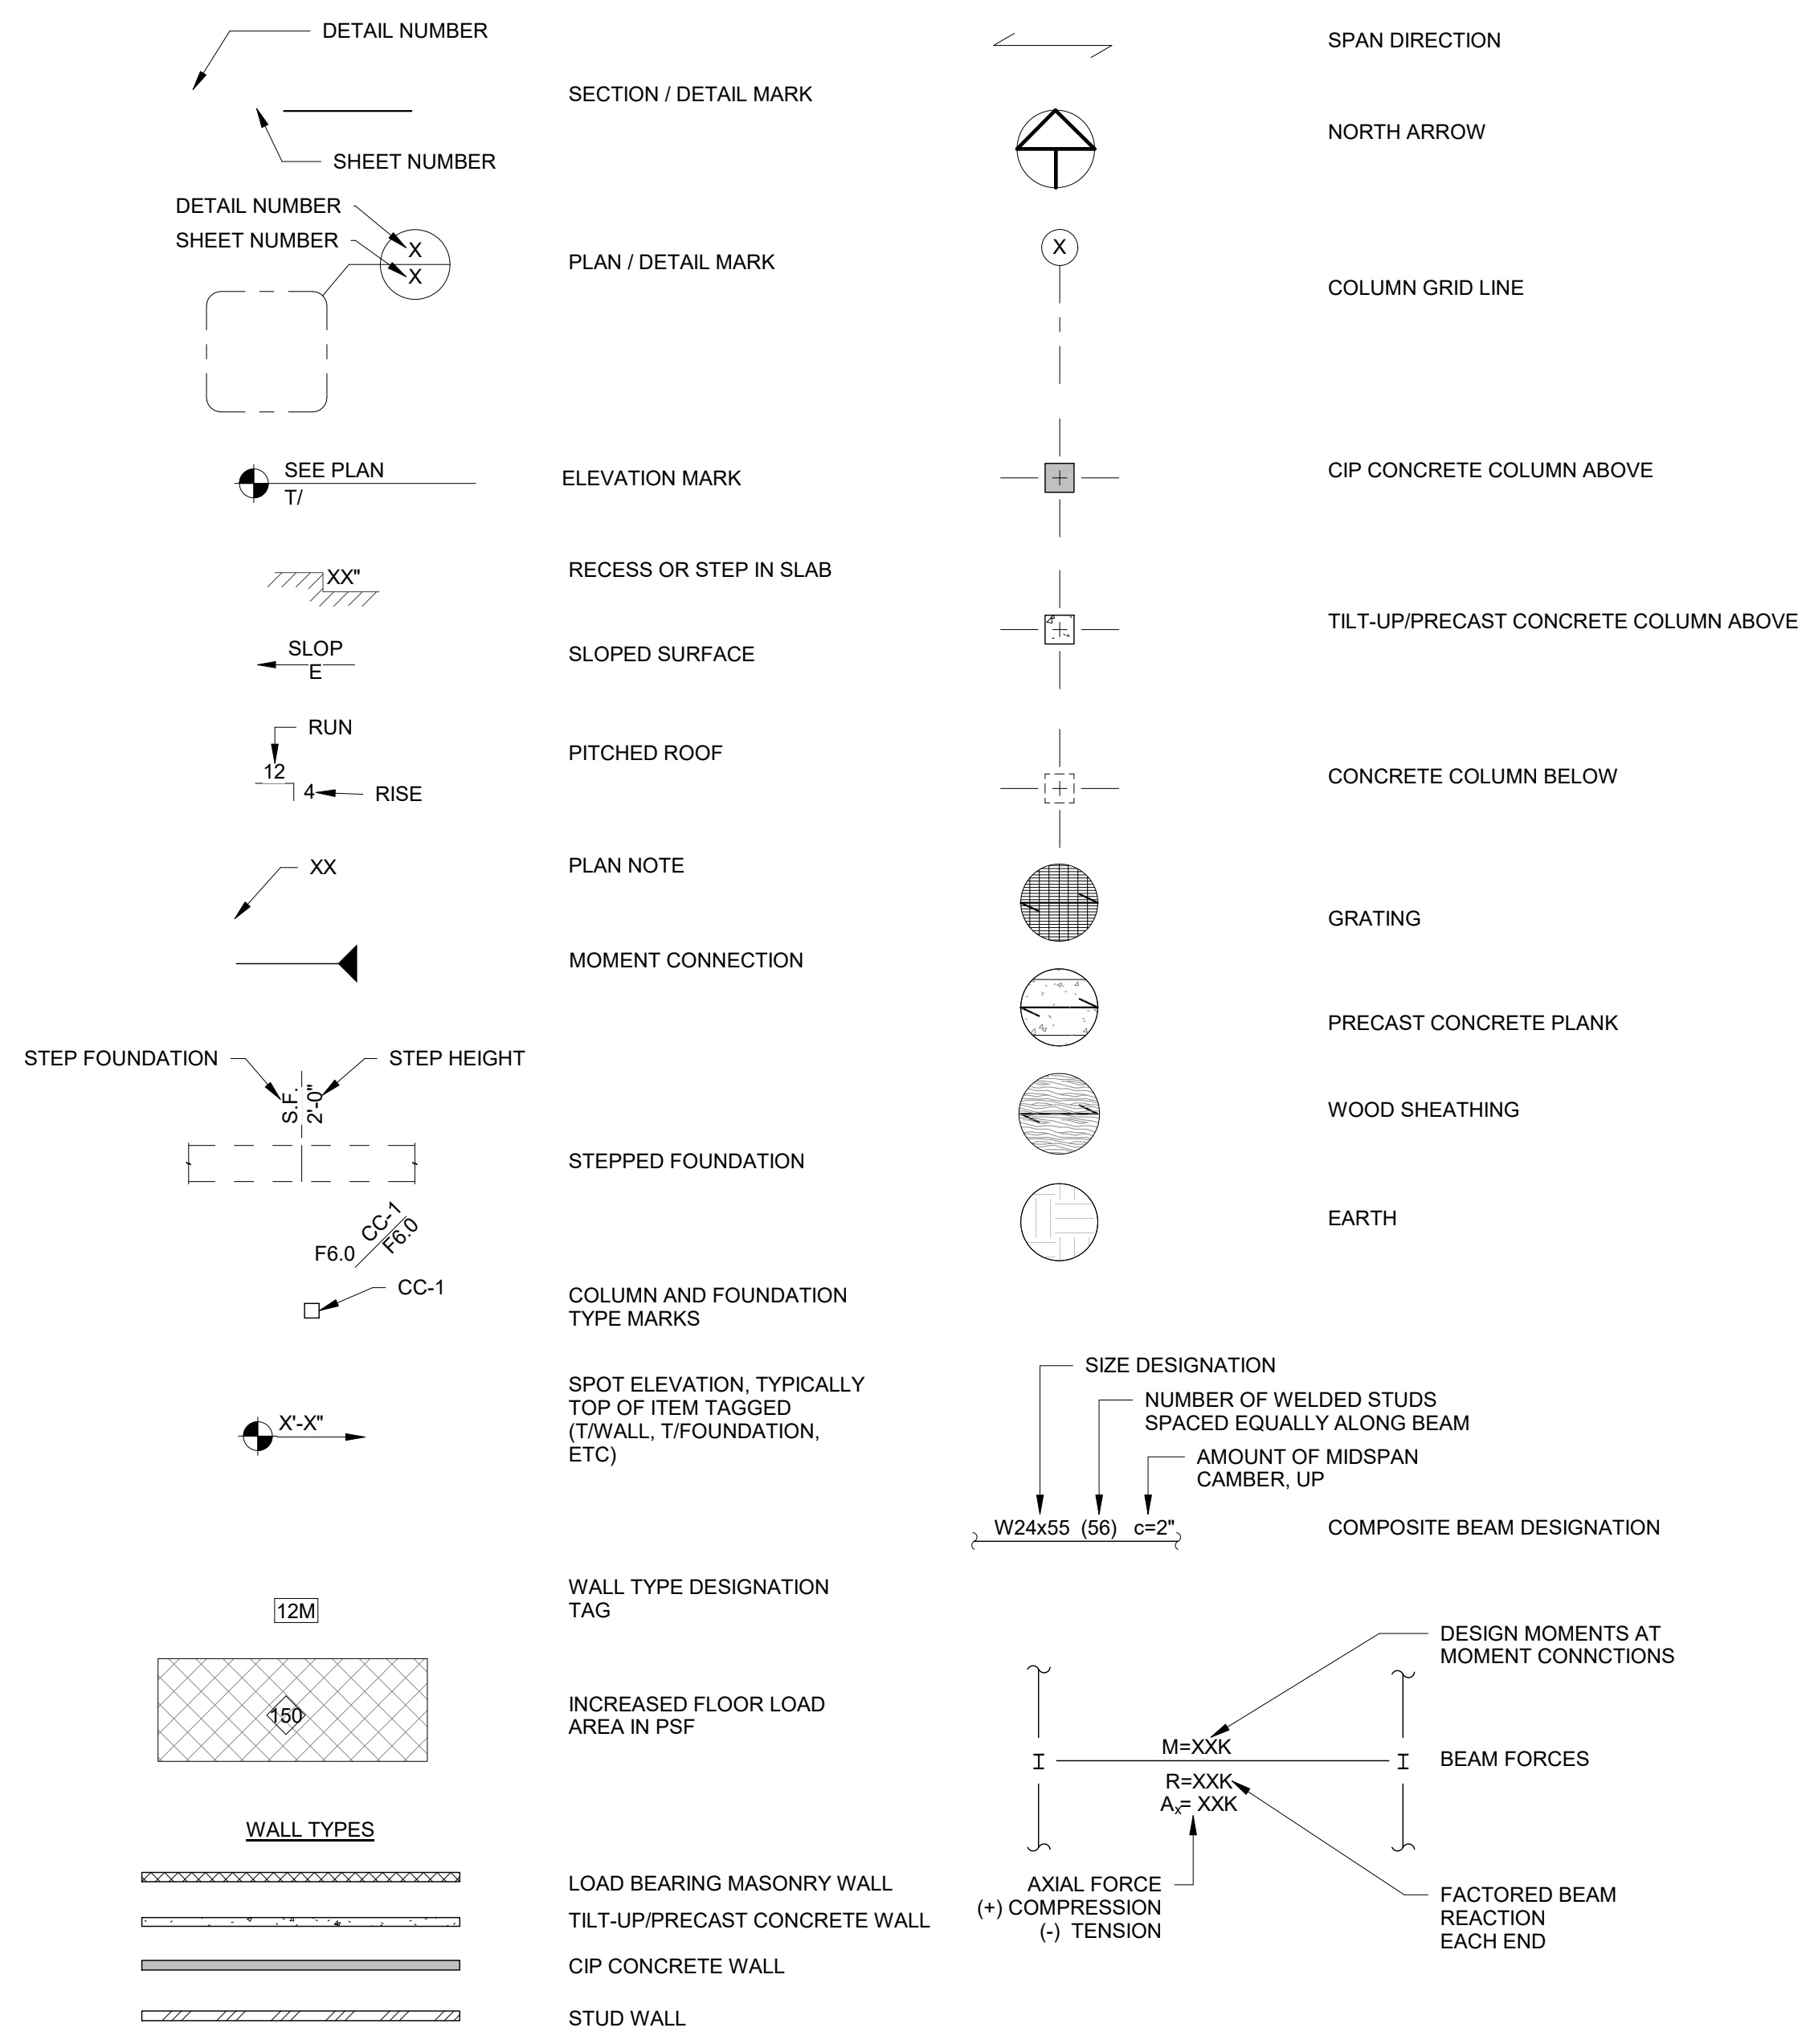 DETAIL NUMBER
SECTION / DETAIL MARK
SHEET NUMBER
DETAIL NUMBER
SHEET NUMBER
X
X
PLAN / DETAIL MARK
SEE PLAN
T/
ELEVATION MARK
XX"
RECESS OR STEP IN SLAB
SLOP
E
SLOPED SURFACE
RUN
12
4
RISE
PITCHED ROOF
XX
PLAN NOTE
MOMENT CONNECTION
STEP FOUNDATION
STEP HEIGHT
S.F.
2'-0"
STEPPED FOUNDATION
CC-1
F6.0
F6.0
CC-1
COLUMN AND FOUNDATION
TYPE MARKS
X'-X"
SPOT ELEVATION, TYPICALLY
TOP OF ITEM TAGGED
(T/WALL, T/FOUNDATION,
ETC)
12M
WALL TYPE DESIGNATION
TAG
150
INCREASED FLOOR LOAD
AREA IN PSF
WALL TYPES
LOAD BEARING MASONRY WALL
TILT-UP/PRECAST CONCRETE WALL
CIP CONCRETE WALL
STUD WALL
SPAN DIRECTION
NORTH ARROW
X
COLUMN GRID LINE
CIP CONCRETE COLUMN ABOVE
TILT-UP/PRECAST CONCRETE COLUMN ABOVE
CONCRETE COLUMN BELOW
GRATING
PRECAST CONCRETE PLANK
WOOD SHEATHING
EARTH
SIZE DESIGNATION
NUMBER OF WELDED STUDS
SPACED EQUALLY ALONG BEAM
AMOUNT OF MIDSPAN
CAMBER, UP
W24x55 (56) c=2"
COMPOSITE BEAM DESIGNATION
DESIGN MOMENTS AT
MOMENT CONNCTIONS
M=XXK
R=XXK
Ax= XXK
BEAM FORCES
AXIAL FORCE
(+) COMPRESSION
(-) TENSION
FACTORED BEAM
REACTION
EACH END